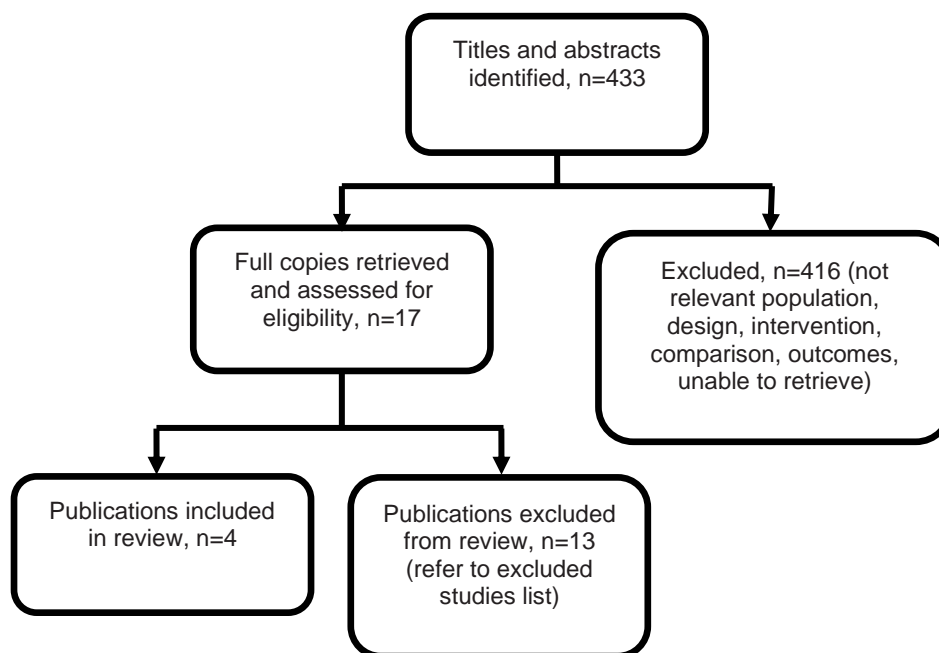 Titles and abstracts
identified, n=433
Full copies retrieved
and assessed for
eligibility, n=17
Excluded, n=416 (not
relevant population,
design, intervention,
comparison, outcomes,
unable to retrieve)
Publications included
in review, n=4
Publications excluded
from review, n=13
(refer to excluded
studies list)